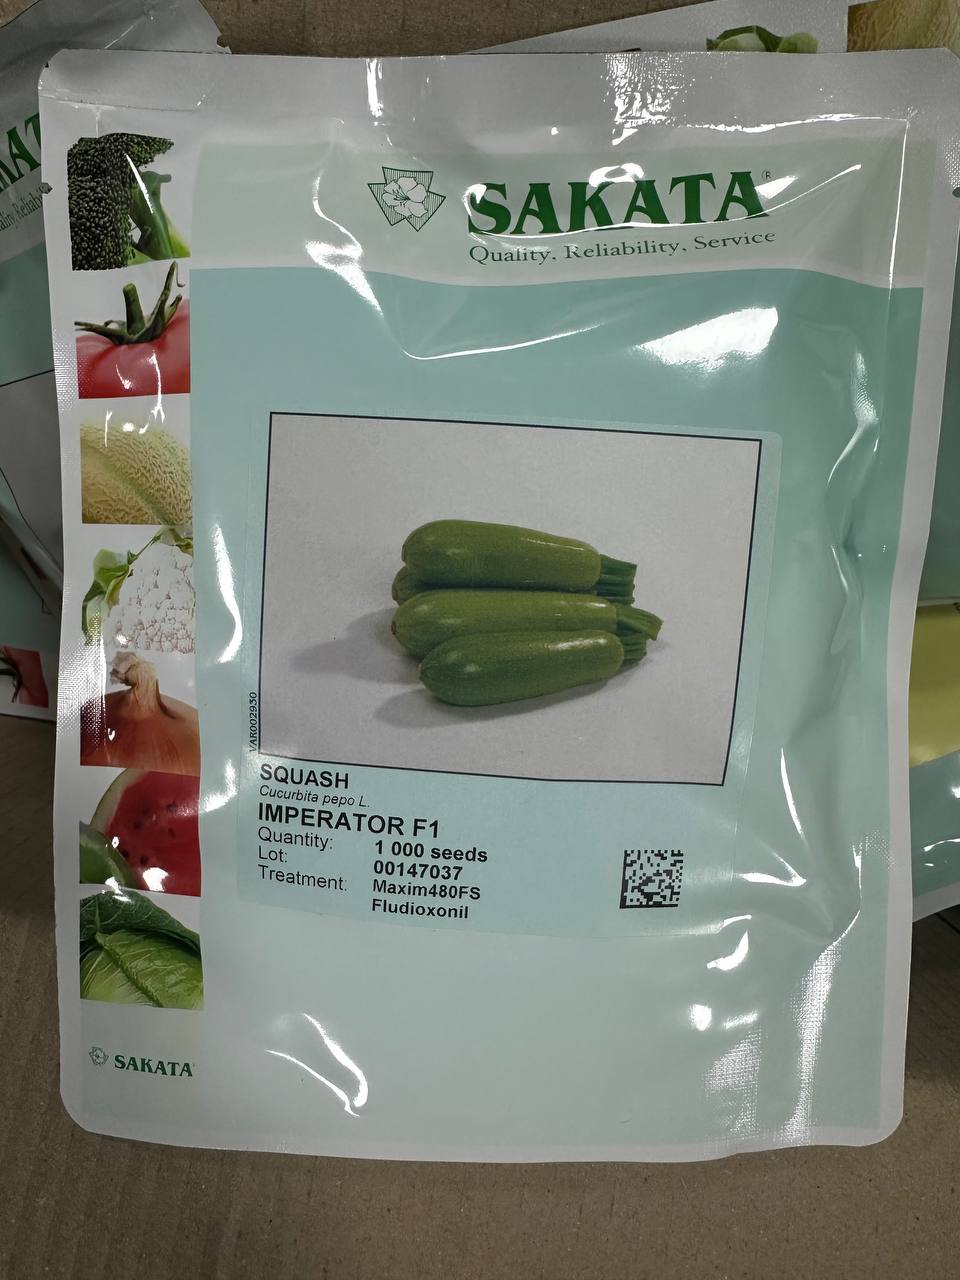 SAKATA®
Quality, Reliability, Service
VAR002930
SQUASH
Cucurbita pepo L.
IMPERATOR F1
Quantity: 1 000 seeds
Lot: 00147037
Treatment: Maxim480FS
Fludioxonil
SAKATA